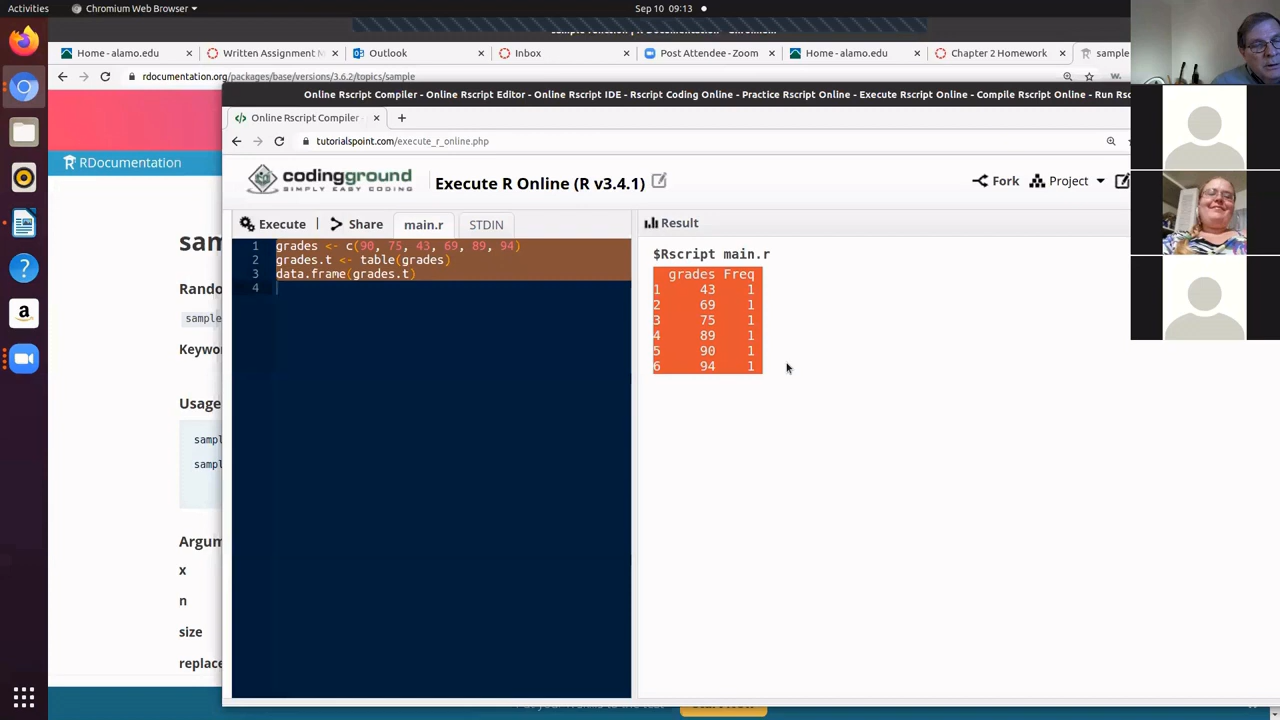 Activities
Chromium Web Browser
Sep 10 09:13
Home - alamo.edu
Written Assignment
Outlook
Inbox
Post Attendee - Zoom
Home - alamo.edu
Chapter 2 Homework
sample
rdocumentation.org/packages/base/versions/3.6.2/topics/sample
Online Rscript Compiler - Online Rscript Editor - Online Rscript IDE - Rscript Coding Online - Practice Rscript Online - Execute Rscript Online - Compile Rscript Online - Run Rsc
Online Rscript Compiler
tutorialspoint.com/execute_r_online.php
RDocumentation
codingground
SIMPLY EASY CODING
Execute R Online (R v3.4.1)
Fork
Project
Execute
Share
main.r
STDIN
Result
1 grades <- c(90, 75, 43, 69, 89, 94)
2 grades.t <- table(grades)
3 data.frame(grades.t)
4
$Rscript main.r
grades Freq
1 43 1
2 69 1
3 75 1
4 89 1
5 90 1
6 94 1
sam
Rando
sample
Keywor
Usage
sampl
sampl
Argum
x
n
size
replace